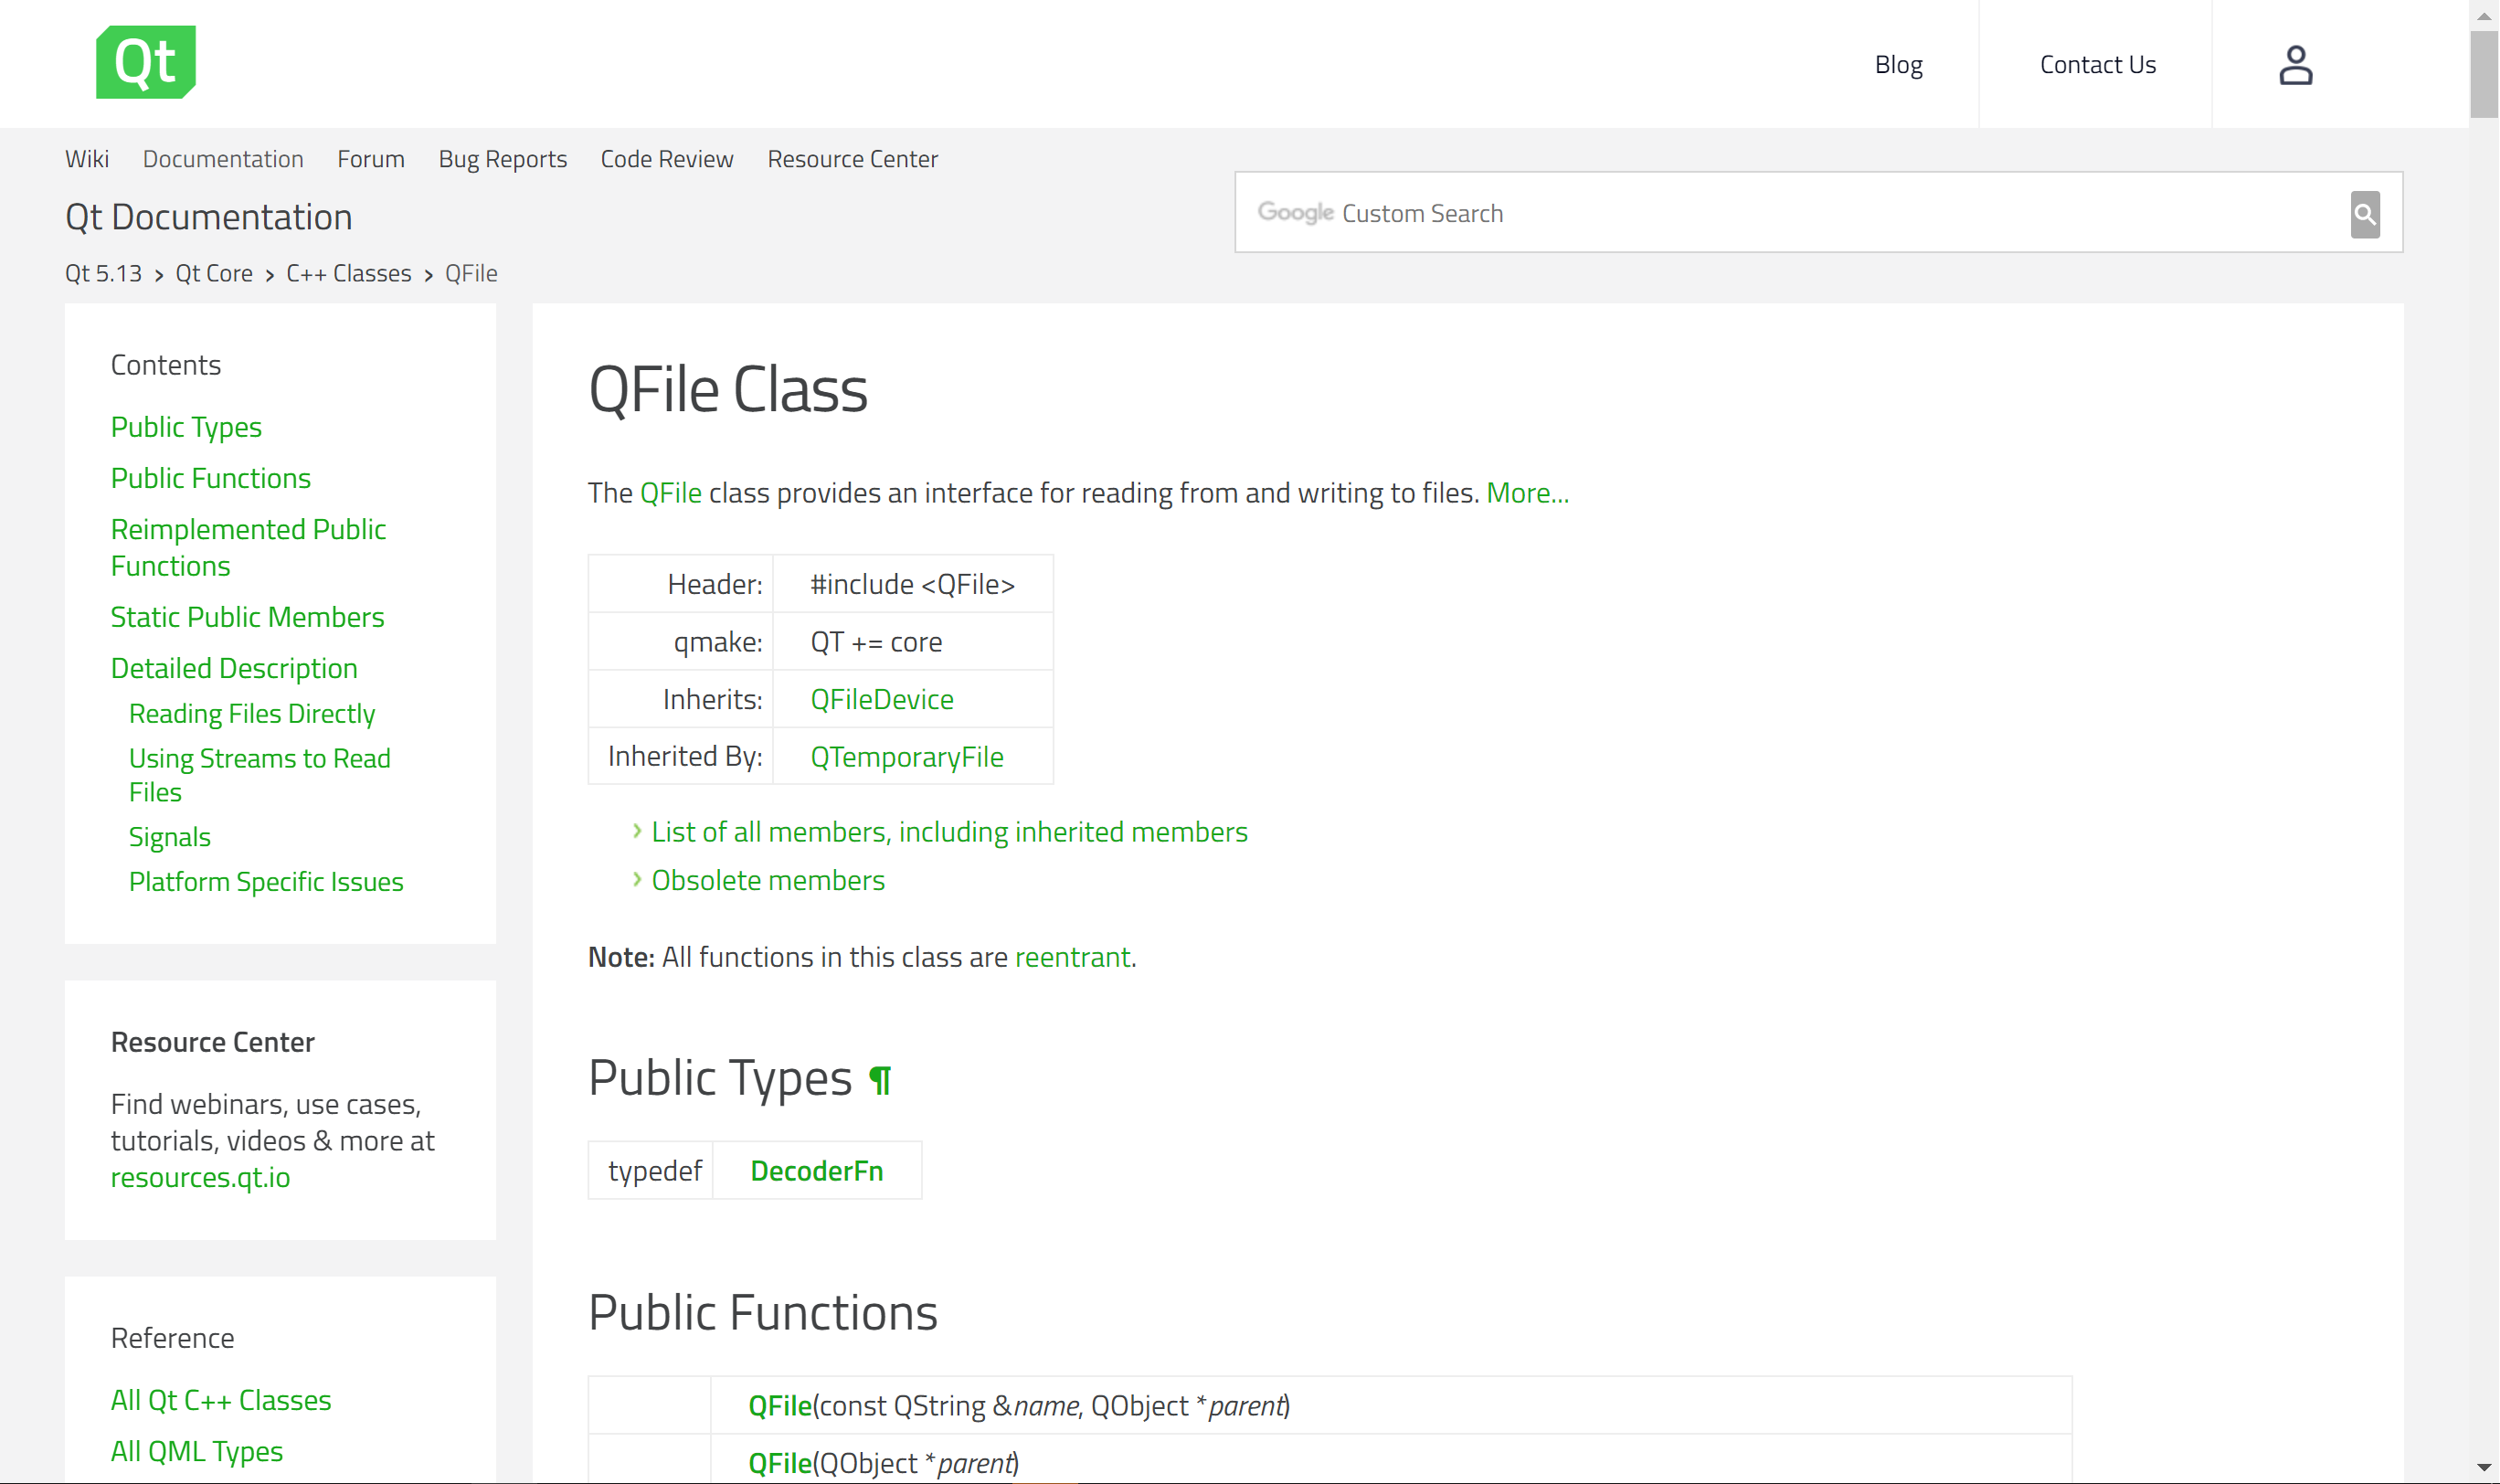 Qt
Blog
Contact Us
Wiki Documentation Forum Bug Reports Code Review Resource Center
Qt Documentation
Google Custom Search
Qt 5.13 › Qt Core › C++ Classes › QFile
Contents
Public Types
Public Functions
Reimplemented Public
Functions
Static Public Members
Detailed Description
Reading Files Directly
Using Streams to Read
Files
Signals
Platform Specific Issues
Resource Center
Find webinars, use cases,
tutorials, videos & more at
resources.qt.io
Reference
All Qt C++ Classes
All QML Types
QFile Class
The QFile class provides an interface for reading from and writing to files. More...
Header: #include <QFile>
qmake: QT += core
Inherits: QFileDevice
Inherited By: QTemporaryFile
› List of all members, including inherited members
› Obsolete members
Note: All functions in this class are reentrant.
Public Types ¶
typedef DecoderFn
Public Functions
QFile(const QString &name, QObject *parent)
QFile(QObject *parent)